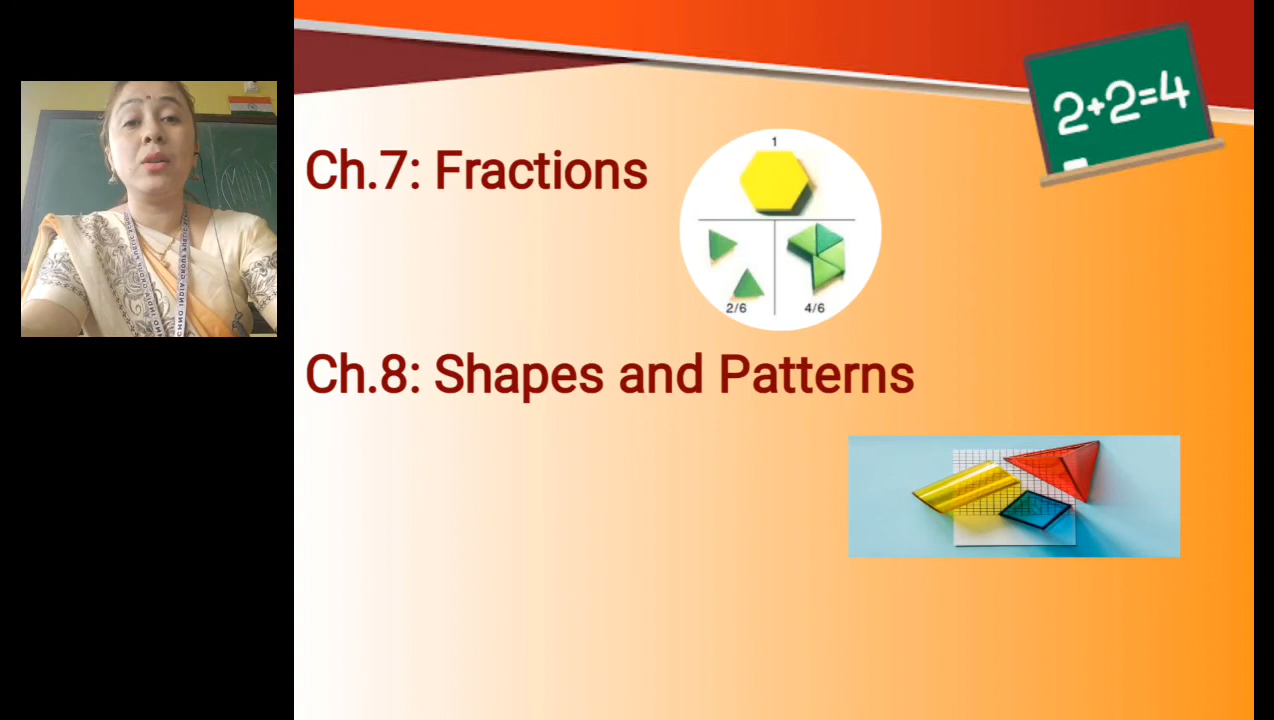 2+2=4
Ch.7: Fractions
1
2/6
4/6
Ch.8: Shapes and Patterns